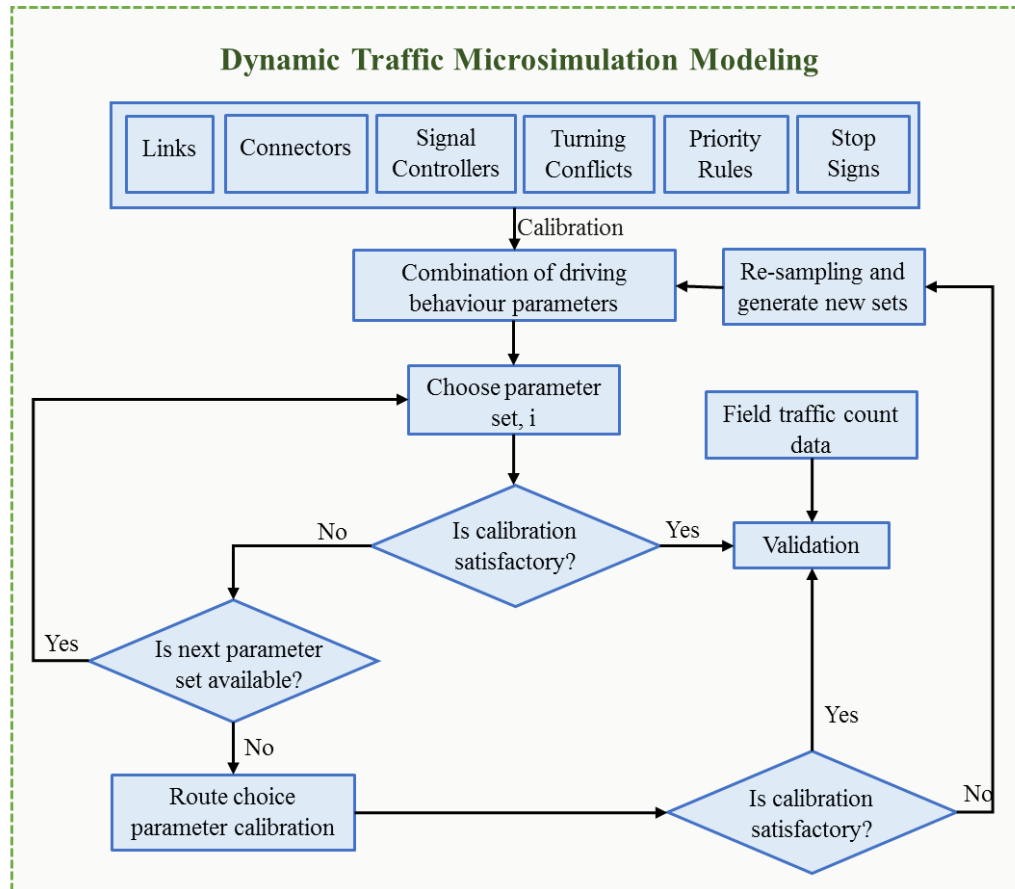 Dynamic Traffic Microsimulation Modeling
Links
Connectors
Signal
Controllers
Turning
Conflicts
Priority
Rules
Stop
Signs
Calibration
Combination of driving
behaviour parameters
Re-sampling and
generate new sets
Choose parameter
set, i
Field traffic count
data
Is calibration
satisfactory?
No
Yes
Validation
Is next parameter
set available?
Yes
No
Route choice
parameter calibration
Is calibration
satisfactory?
Yes
No